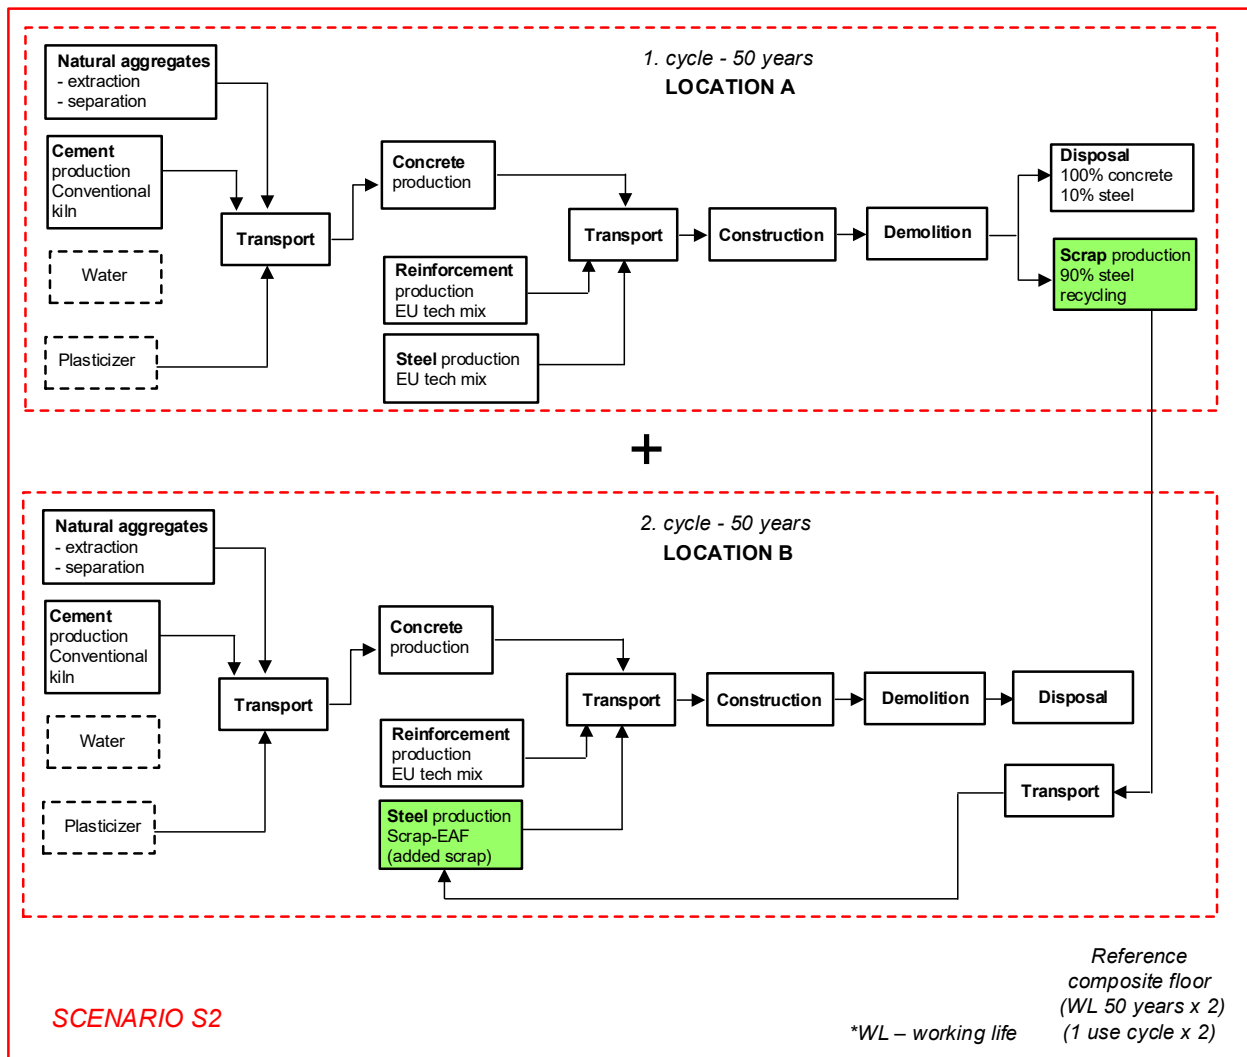 1. cycle - 50 years
LOCATION A
Natural aggregates
- extraction
- separation
Cement
production
Conventional
kiln
Water
Plasticizer
Transport
Concrete
production
Reinforcement
production
EU tech mix
Steel production
EU tech mix
Transport
Construction
Demolition
Disposal
100% concrete
10% steel
Scrap production
90% steel
recycling
+
2. cycle - 50 years
LOCATION B
Natural aggregates
- extraction
- separation
Cement
production
Conventional
kiln
Water
Plasticizer
Transport
Concrete
production
Reinforcement
production
EU tech mix
Steel production
Scrap-EAF
(added scrap)
Transport
Construction
Demolition
Disposal
Transport
SCENARIO S2
*WL – working life
Reference
composite floor
(WL 50 years x 2)
(1 use cycle x 2)